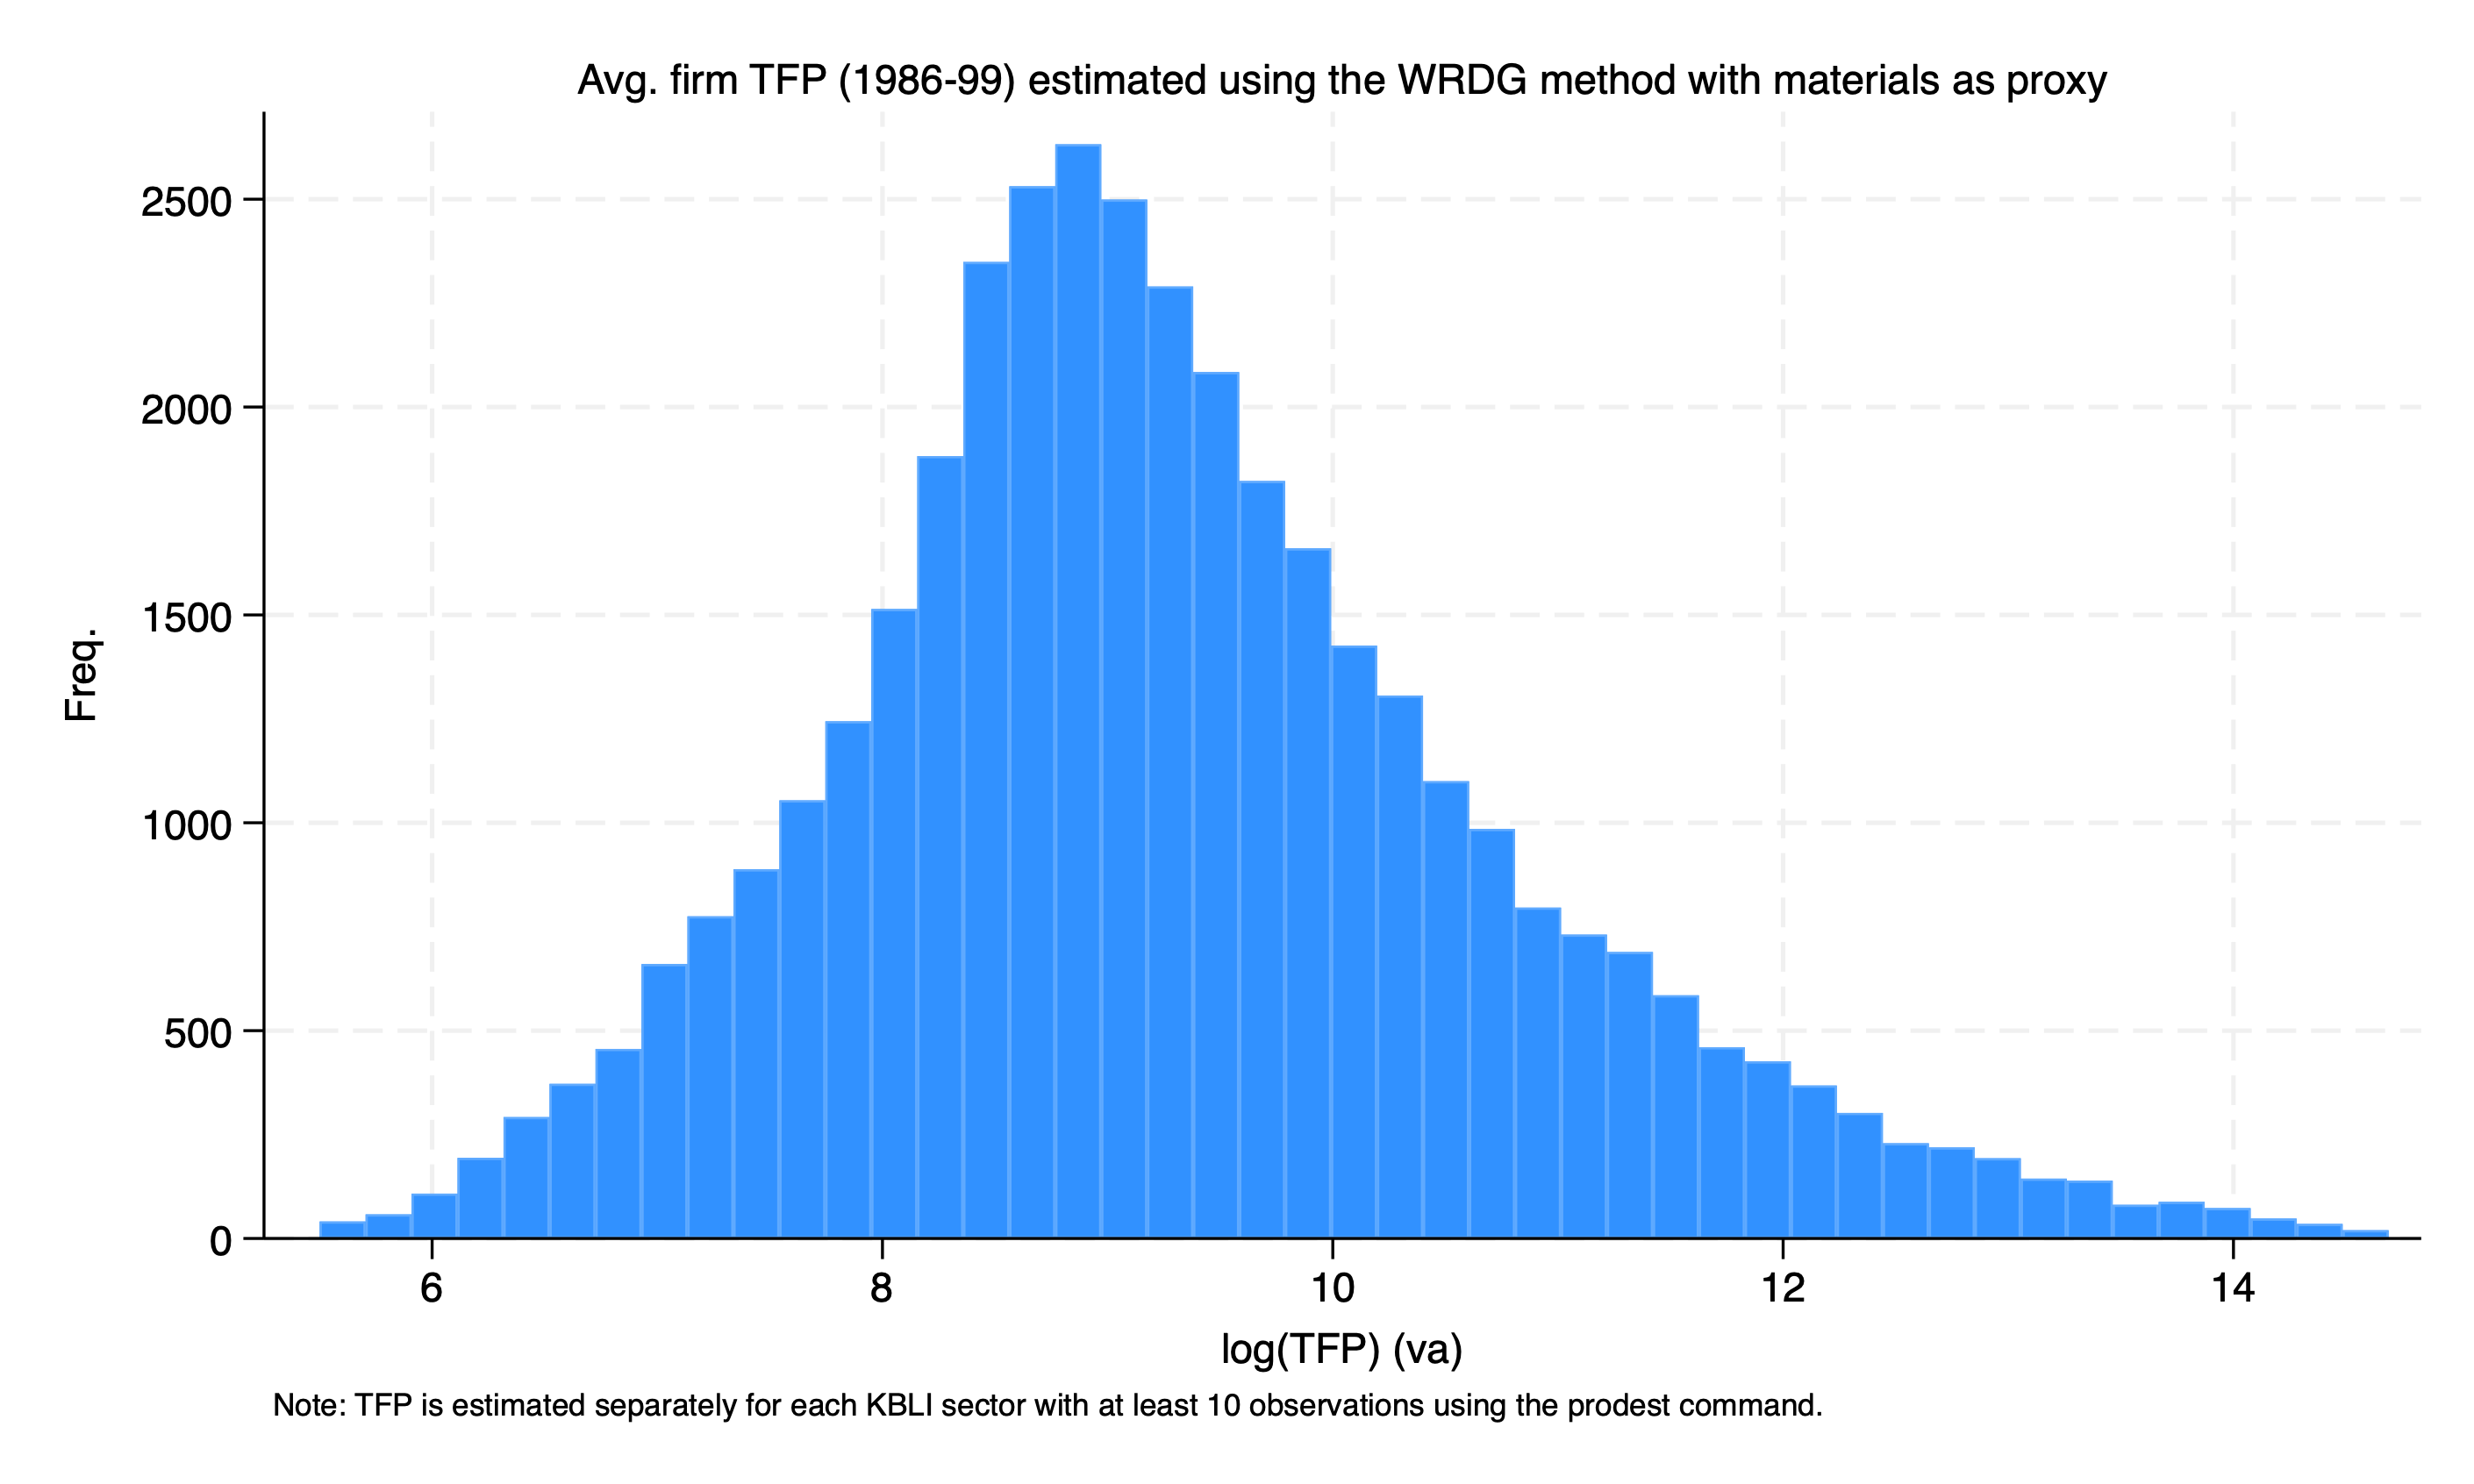 Avg. firm TFP (1986-99) estimated using the WRDG method with materials as proxy
Freq.
2500
2000
1500
1000
500
0
6 8 10 12 14
log(TFP) (va)
Note: TFP is estimated separately for each KBLI sector with at least 10 observations using the prodest command.